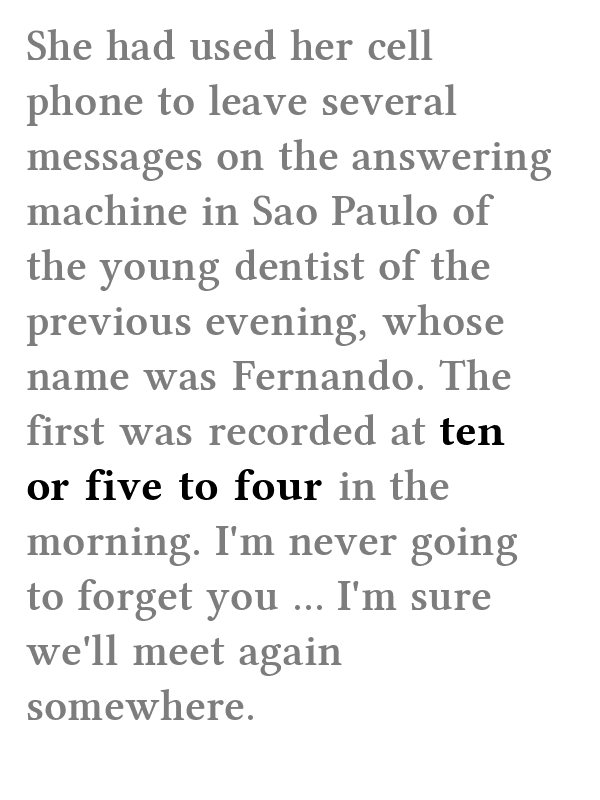 She had used her cell
phone to leave several
messages on the answering
machine in Sao Paulo of
the young dentist of the
previous evening, whose
name was Fernando. The
first was recorded at ten
or five to four in the
morning. I'm never going
to forget you ... I'm sure
we'll meet again
somewhere.